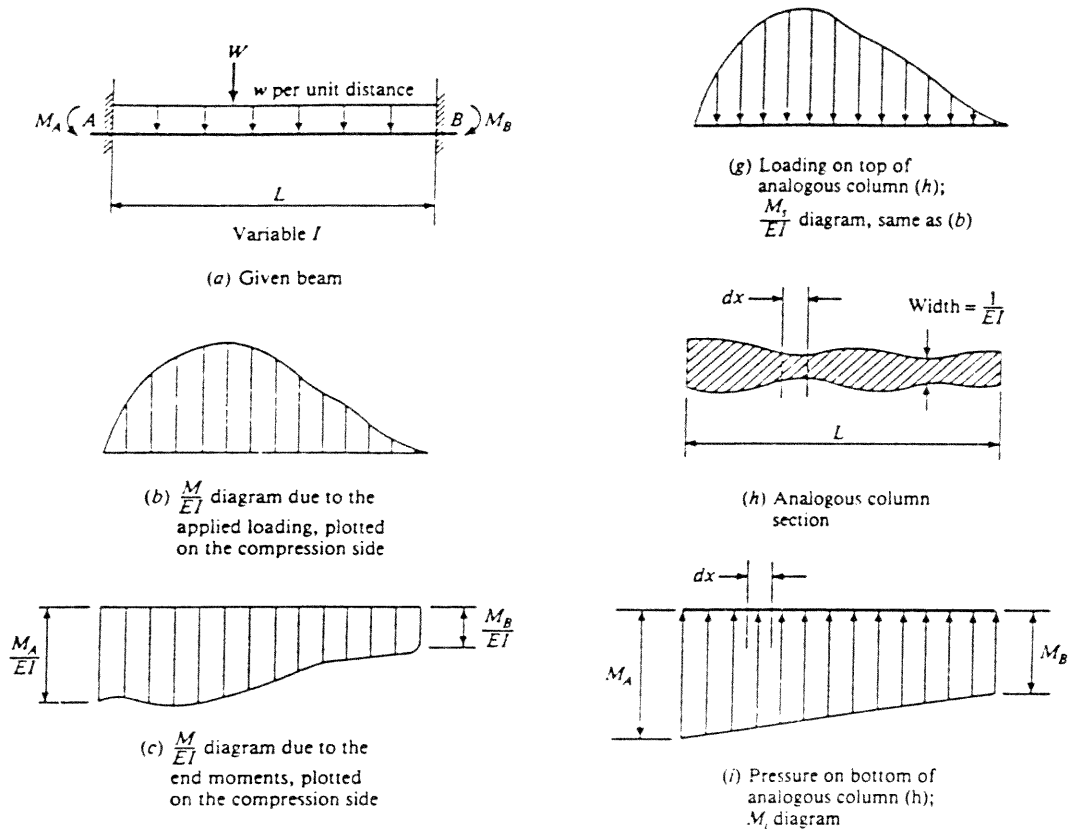 W
w per unit distance
M_A
A
B
M_B
L
Variable I
(a) Given beam
(b) M/EI diagram due to the
applied loading, plotted
on the compression side
M_A/EI
M_B/EI
(c) M/EI diagram due to the
end moments, plotted
on the compression side
(g) Loading on top of
analogous column (h);
M_s/EI diagram, same as (b)
dx
Width = 1/EI
L
(h) Analogous column
section
dx
M_A
M_B
(i) Pressure on bottom of
analogous column (h);
M_i diagram